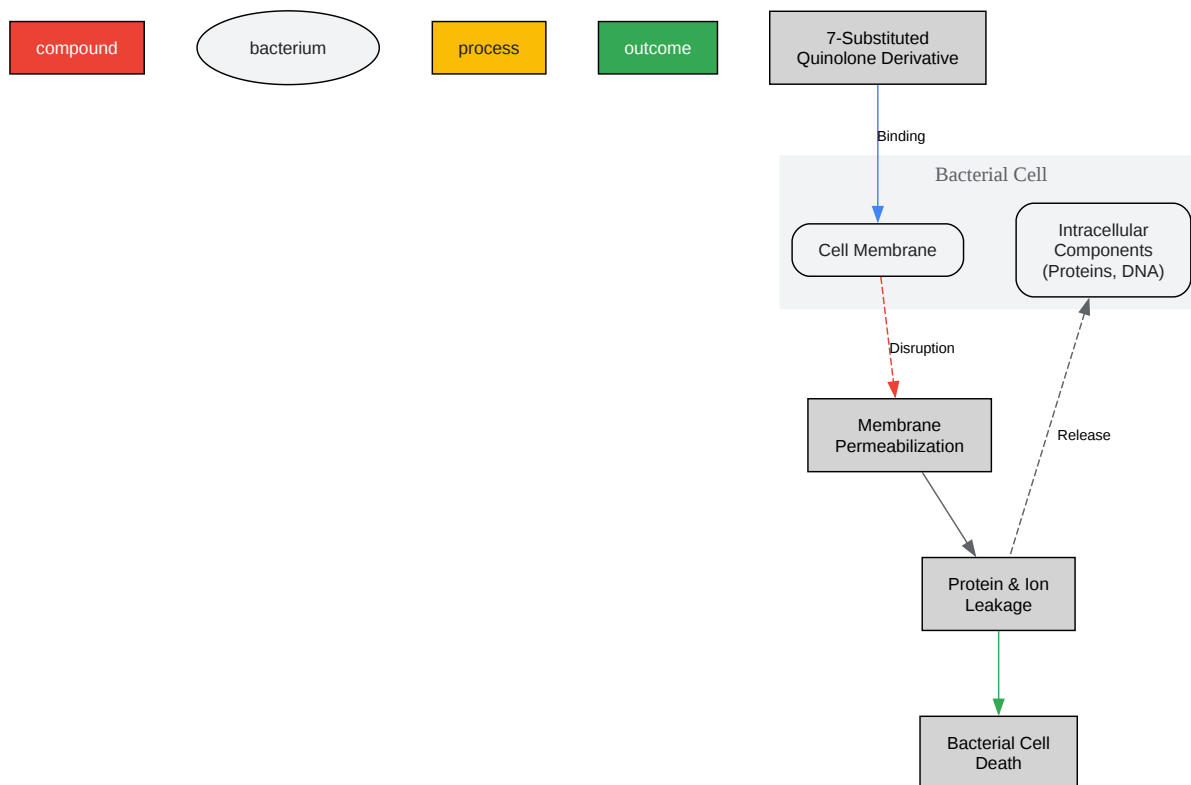 compound
bacterium
process
outcome
7-Substituted
Quinolone Derivative
Binding
Bacterial Cell
Cell Membrane
Intracellular
Components
(Proteins, DNA)
Disruption
Membrane
Permeabilization
Release
Protein & Ion
Leakage
Bacterial Cell
Death